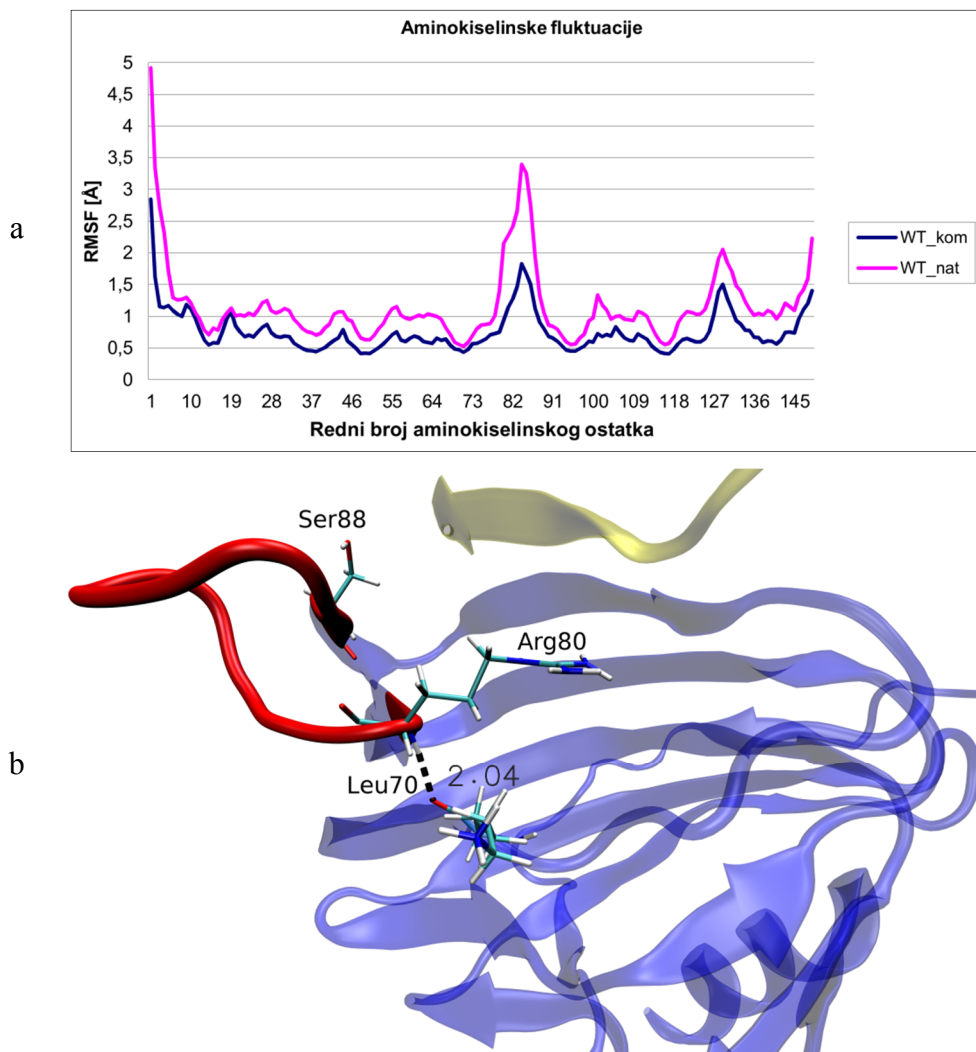 a
Aminokiselinske fluktuacije
RMSF [Å]
5
4,5
4
3,5
3
2,5
2
1,5
1
0,5
0
1 10 19 28 37 46 55 64 73 82 91 100 109 118 127 136 145
Redni broj aminokiselinskog ostatka
WT_kom
WT_nat
b
Ser88
Arg80
Leu70
2.04